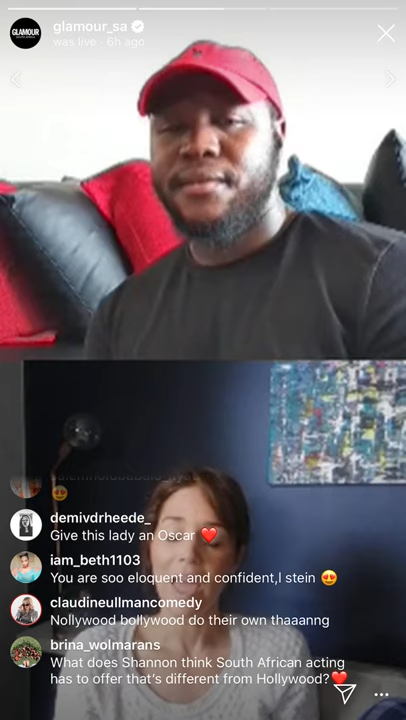 glamour_sa
GLAMOUR
was live · 6h ago
demivdrheede_
Give this lady an Oscar ❤️
iam_beth1103
You are soo eloquent and confident,I stein 😍
claudineullmancomedy
Nollywood bollywood do their own thaaanng
brina_wolmarans
What does Shannon think South African acting
has to offer that's different from Hollywood?❤️